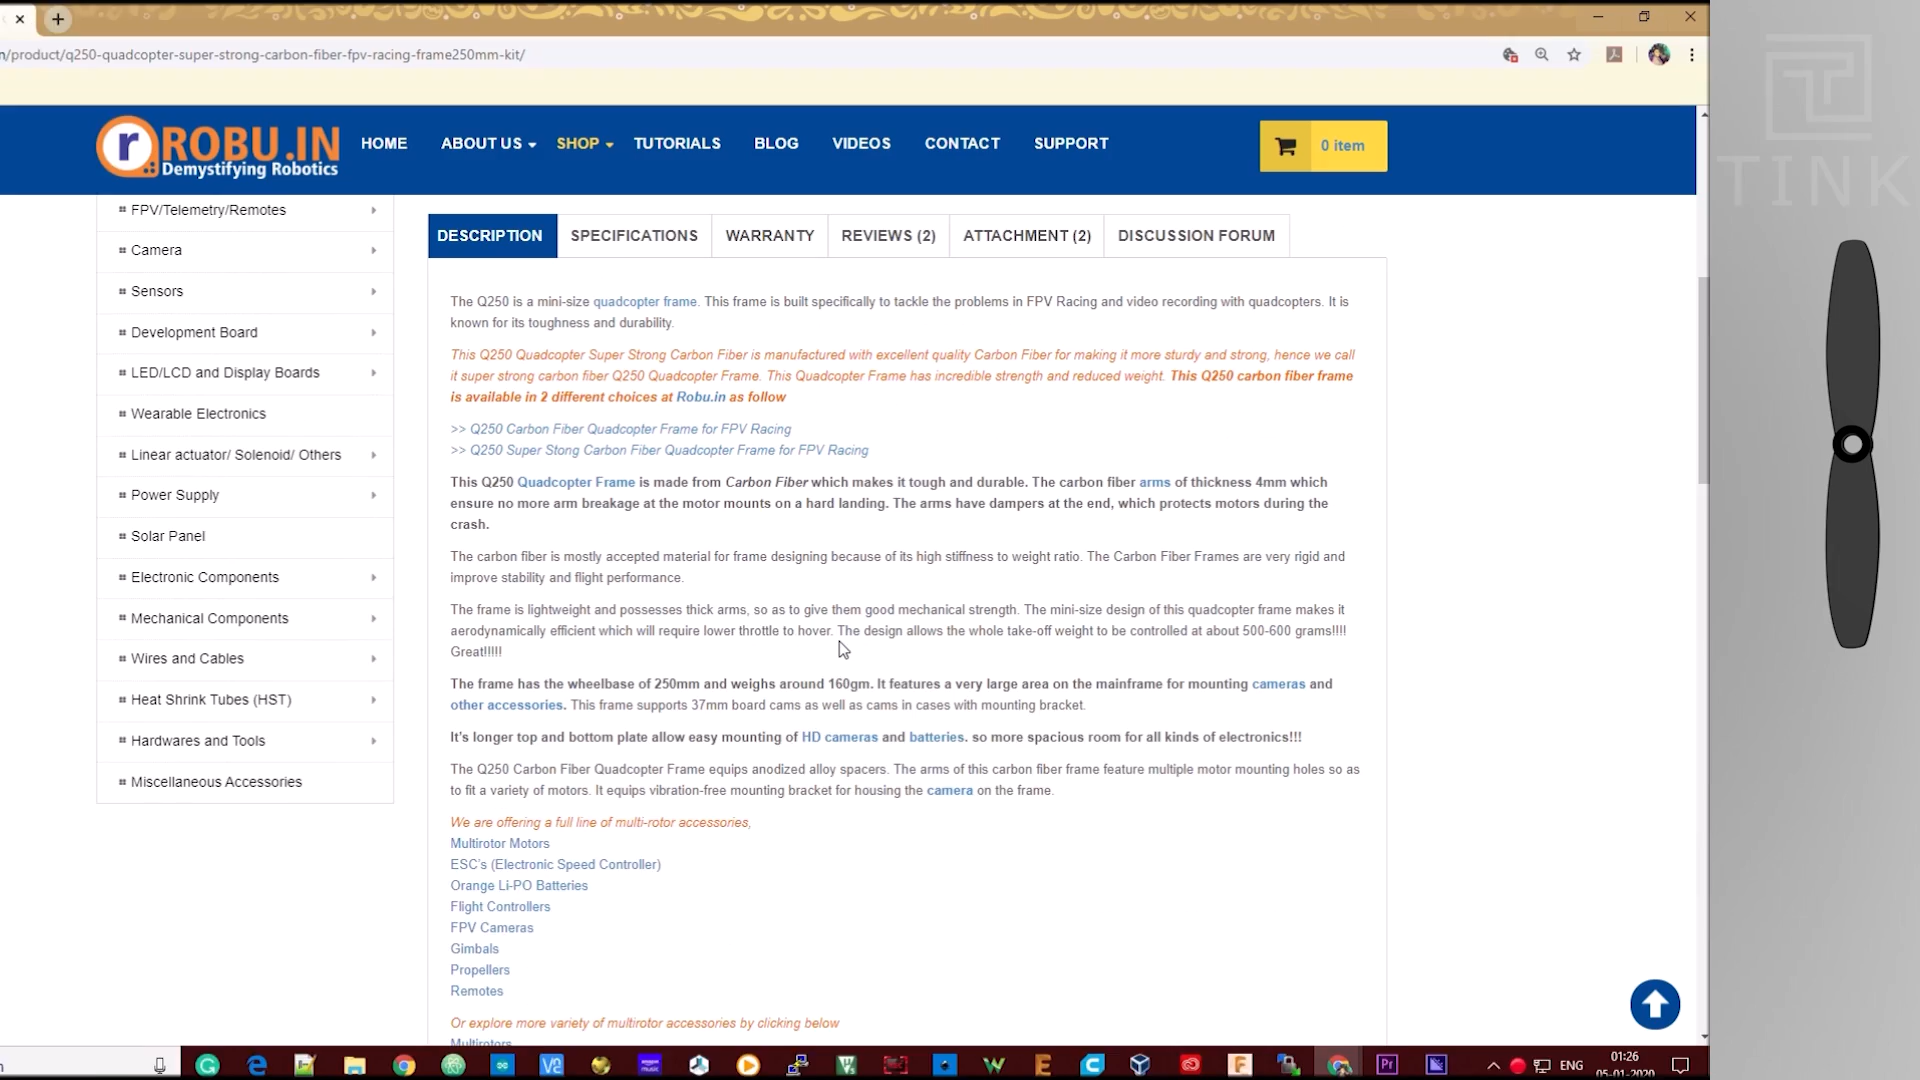 n/product/q250-quadcopter-super-strong-carbon-fiber-fpv-racing-frame250mm-kit/
TINK
r ROBU.IN
Demystifying Robotics
HOME ABOUT US SHOP TUTORIALS BLOG VIDEOS CONTACT SUPPORT
0 item
FPV/Telemetry/Remotes
Camera
Sensors
Development Board
LED/LCD and Display Boards
Wearable Electronics
Linear actuator/ Solenoid/ Others
Power Supply
Solar Panel
Electronic Components
Mechanical Components
Wires and Cables
Heat Shrink Tubes (HST)
Hardwares and Tools
Miscellaneous Accessories
DESCRIPTION SPECIFICATIONS WARRANTY REVIEWS (2) ATTACHMENT (2) DISCUSSION FORUM
The Q250 is a mini-size quadcopter frame. This frame is built specifically to tackle the problems in FPV Racing and video recording with quadcopters. It is
known for its toughness and durability.
This Q250 Quadcopter Super Strong Carbon Fiber is manufactured with excellent quality Carbon Fiber for making it more sturdy and strong, hence we call
it super strong carbon fiber Q250 Quadcopter Frame. This Quadcopter Frame has incredible strength and reduced weight. This Q250 carbon fiber frame
is available in 2 different choices at Robu.in as follow
>> Q250 Carbon Fiber Quadcopter Frame for FPV Racing
>> Q250 Super Stong Carbon Fiber Quadcopter Frame for FPV Racing
This Q250 Quadcopter Frame is made from Carbon Fiber which makes it tough and durable. The carbon fiber arms of thickness 4mm which
ensure no more arm breakage at the motor mounts on a hard landing. The arms have dampers at the end, which protects motors during the
crash.
The carbon fiber is mostly accepted material for frame designing because of its high stiffness to weight ratio. The Carbon Fiber Frames are very rigid and
improve stability and flight performance.
The frame is lightweight and possesses thick arms, so as to give them good mechanical strength. The mini-size design of this quadcopter frame makes it
aerodynamically efficient which will require lower throttle to hover. The design allows the whole take-off weight to be controlled at about 500-600 grams!!!!
Great!!!!!
The frame has the wheelbase of 250mm and weighs around 160gm. It features a very large area on the mainframe for mounting cameras and
other accessories. This frame supports 37mm board cams as well as cams in cases with mounting bracket.
It's longer top and bottom plate allow easy mounting of HD cameras and batteries. so more spacious room for all kinds of electronics!!!
The Q250 Carbon Fiber Quadcopter Frame equips anodized alloy spacers. The arms of this carbon fiber frame feature multiple motor mounting holes so as
to fit a variety of motors. It equips vibration-free mounting bracket for housing the camera on the frame.
We are offering a full line of multi-rotor accessories,
Multirotor Motors
ESC's (Electronic Speed Controller)
Orange Li-PO Batteries
Flight Controllers
FPV Cameras
Gimbals
Propellers
Remotes
Or explore more variety of multirotor accessories by clicking below
Multirotors
ENG
01:26
05-01-2020